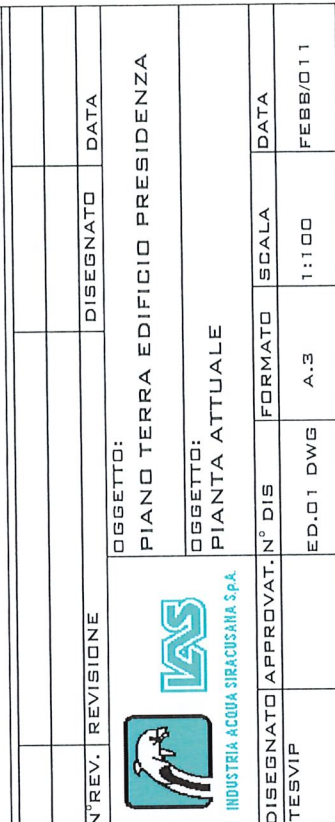 N°REV. REVISIONE DISEGNATO DATA
IAS
INDUSTRIA ACQUA SIRACUSANA S.p.A.
OGGETTO:
PIANO TERRA EDIFICIO PRESIDENZA
OGGETTO:
PIANTA ATTUALE
DISEGNATO APPROVAT. N° DIS FORMATO SCALA DATA
TESVIP ED.01 DWG A.3 1:100 FEBB/011